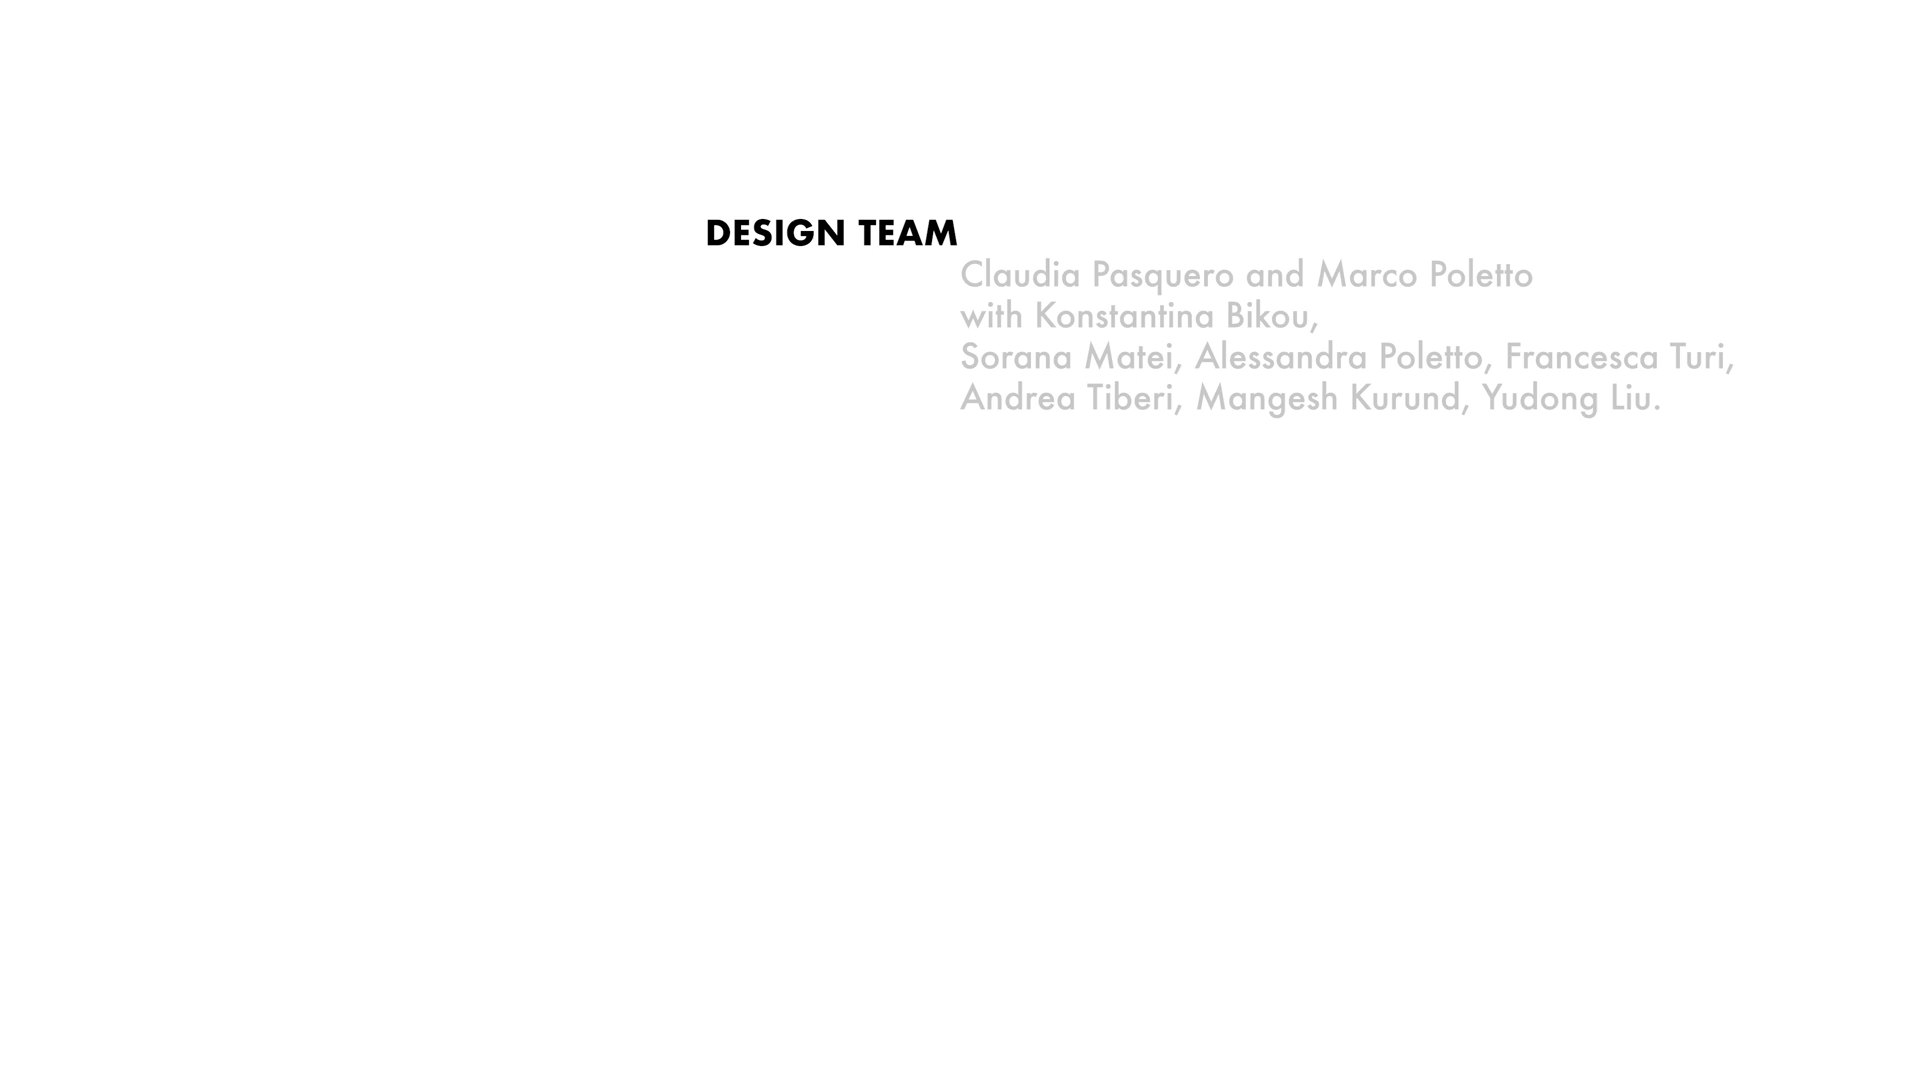 DESIGN TEAM
Claudia Pasquero and Marco Poletto
with Konstantina Bikou,
Sorana Matei, Alessandra Poletto, Francesca Turi,
Andrea Tiberi, Mangesh Kurund, Yudong Liu.